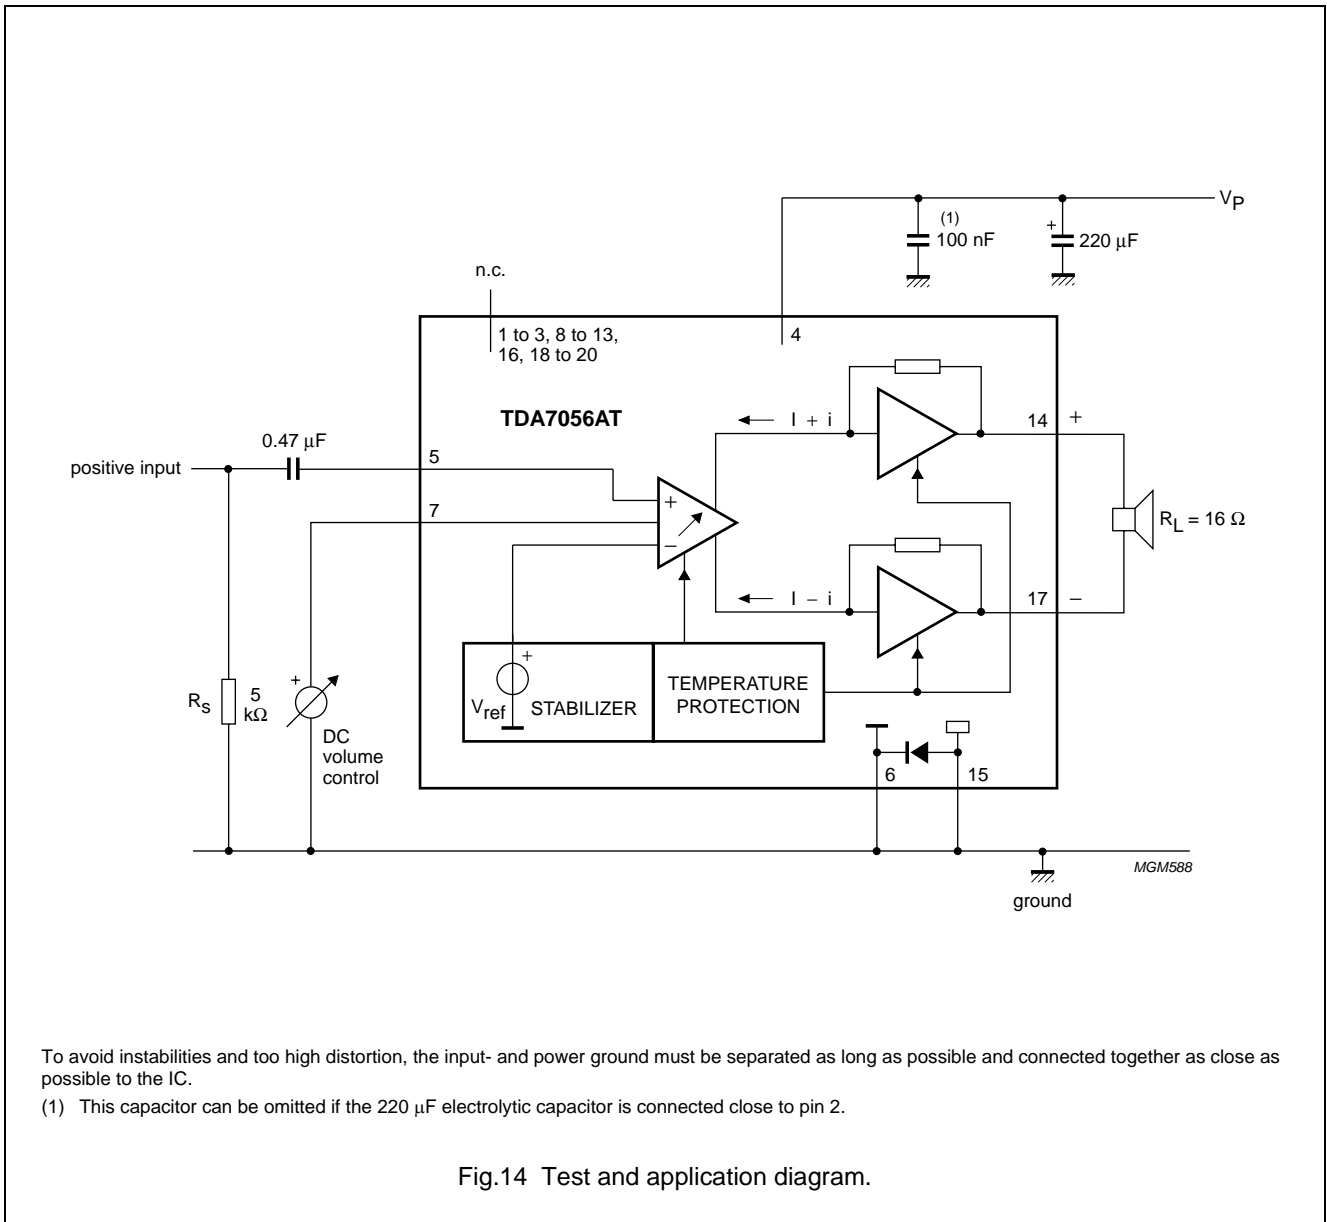 V_P
(1)
100 nF
+
220 μF
n.c.
1 to 3, 8 to 13,
16, 18 to 20
4
TDA7056AT
I + i
14
+
0.47 μF
positive input
5
+
7
R_L = 16 Ω
−
I − i
17
−
+
TEMPERATURE
PROTECTION
V_ref
STABILIZER
R_s
5
kΩ
+
DC
volume
control
6
15
MGM588
ground
To avoid instabilities and too high distortion, the input- and power ground must be separated as long as possible and connected together as close as
possible to the IC.
(1) This capacitor can be omitted if the 220 μF electrolytic capacitor is connected close to pin 2.
Fig.14 Test and application diagram.